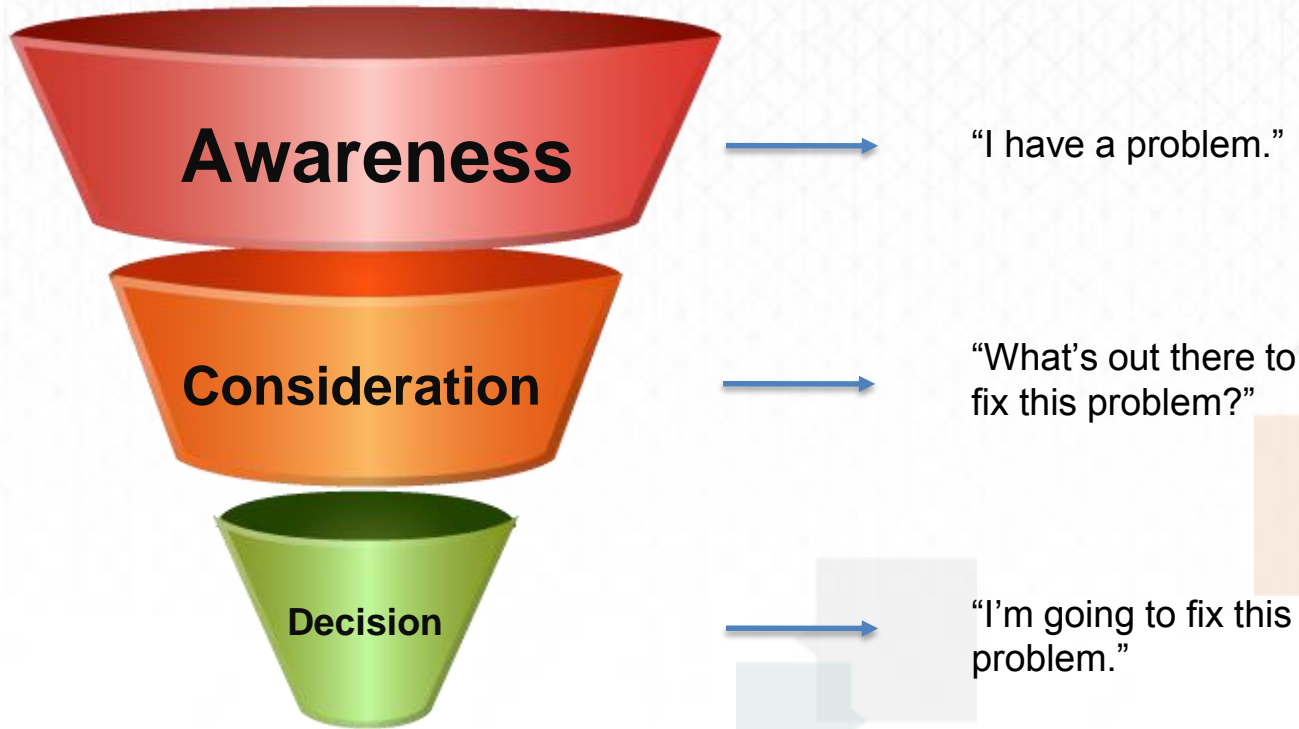 Awareness
“I have a problem.”
Consideration
“What’s out there to
fix this problem?”
Decision
“I’m going to fix this
problem.”